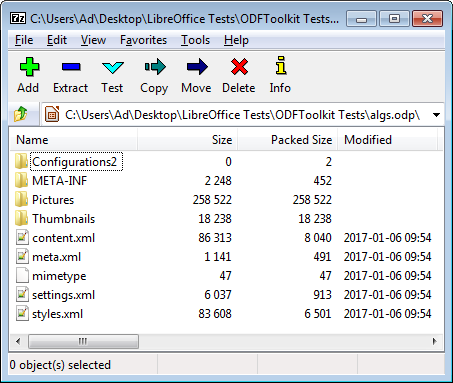 C:\Users\Ad\Desktop\LibreOffice Tests\ODFToolkit Tests...
File Edit View Favorites Tools Help
Add Extract Test Copy Move Delete Info
C:\Users\Ad\Desktop\LibreOffice Tests\ODFToolkit Tests\algs.odp\
Name Size Packed Size Modified
Configurations2 0 2
META-INF 2 248 452
Pictures 258 522 258 522
Thumbnails 18 238 18 238
content.xml 86 313 8 040 2017-01-06 09:54
meta.xml 1 141 491 2017-01-06 09:54
mimetype 47 47 2017-01-06 09:54
settings.xml 6 037 913 2017-01-06 09:54
styles.xml 83 608 6 501 2017-01-06 09:54
0 object(s) selected